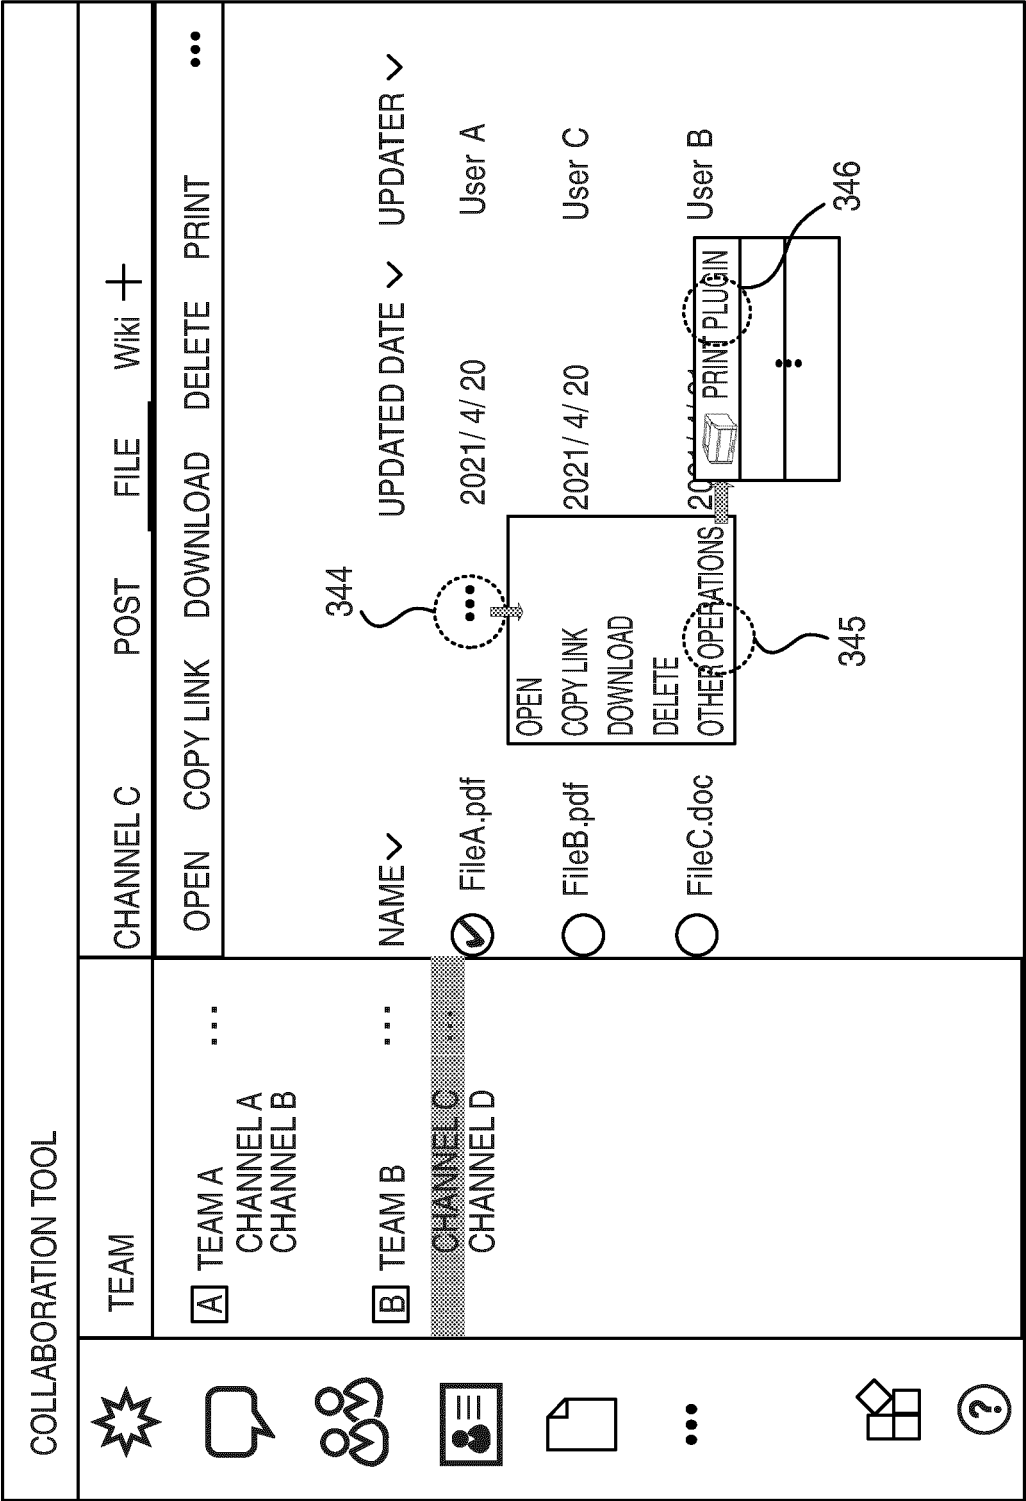 COLLABORATION TOOL
TEAM
CHANNEL C POST FILE Wiki +
OPEN COPY LINK DOWNLOAD DELETE PRINT •••
A TEAM A ...
CHANNEL A
CHANNEL B
B TEAM B ...
CHANNEL C ...
CHANNEL D
344
NAME UPDATED DATE UPDATER
FileA.pdf ••• 2021/ 4/ 20 User A
FileB.pdf 2021/ 4/ 20 User C
FileC.doc User B
OPEN
COPY LINK
DOWNLOAD
DELETE
OTHER OPERATIONS
PRINT PLUGIN
345
346
•••
?